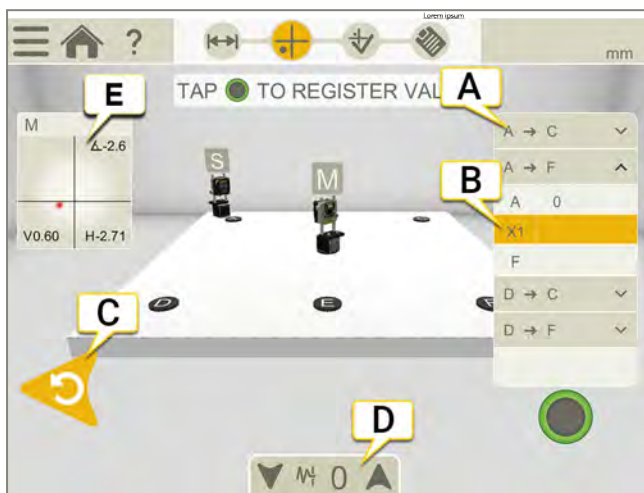 Lorem ipsum
?
mm
TAP TO REGISTER VAL
A
E
M
∡-2.6
V0.60 H-2.71
S
M
A → C
A → F
A 0
B
X1
F
D → C
D → F
D
E
C
D
0